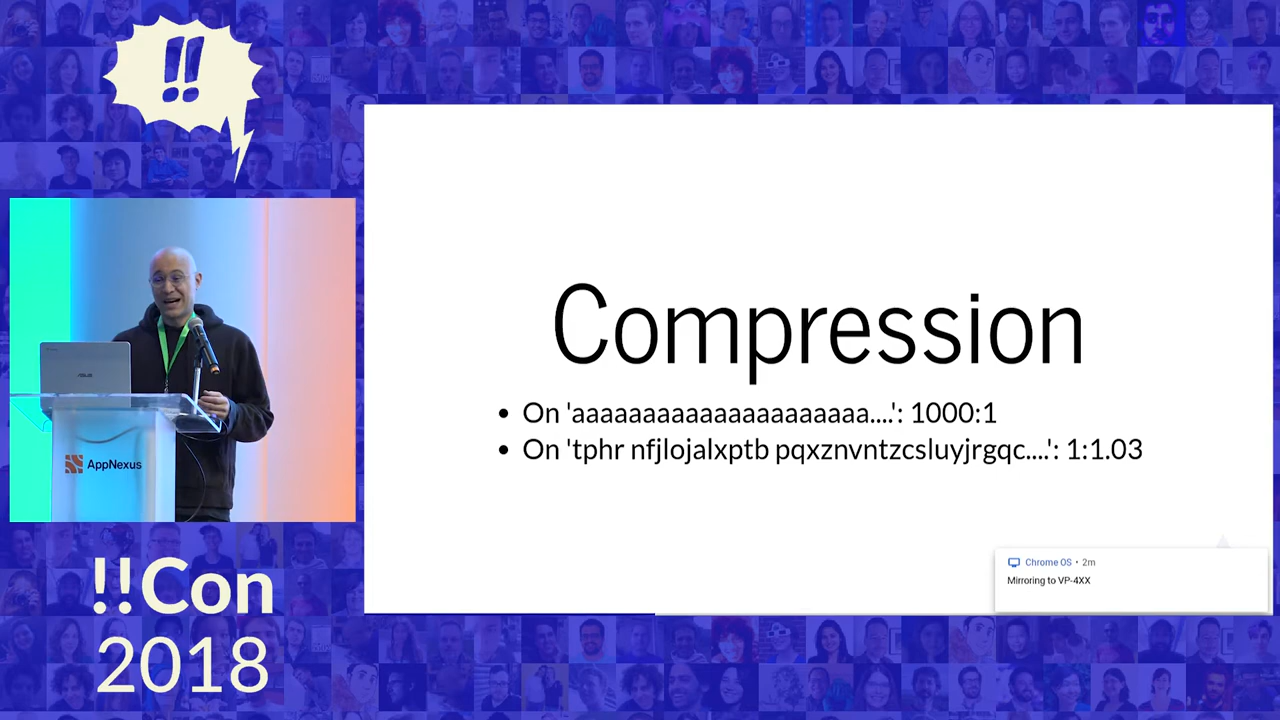 !!
Compression
• On 'aaaaaaaaaaaaaaaaaaaaa....': 1000:1
• On 'tphr nfjlojalxptb pqxznvntzcsluyjrgqc....': 1:1.03
Chrome OS • 2m
Mirroring to VP-4XX
ASUS
AppNexus
!!Con
2018